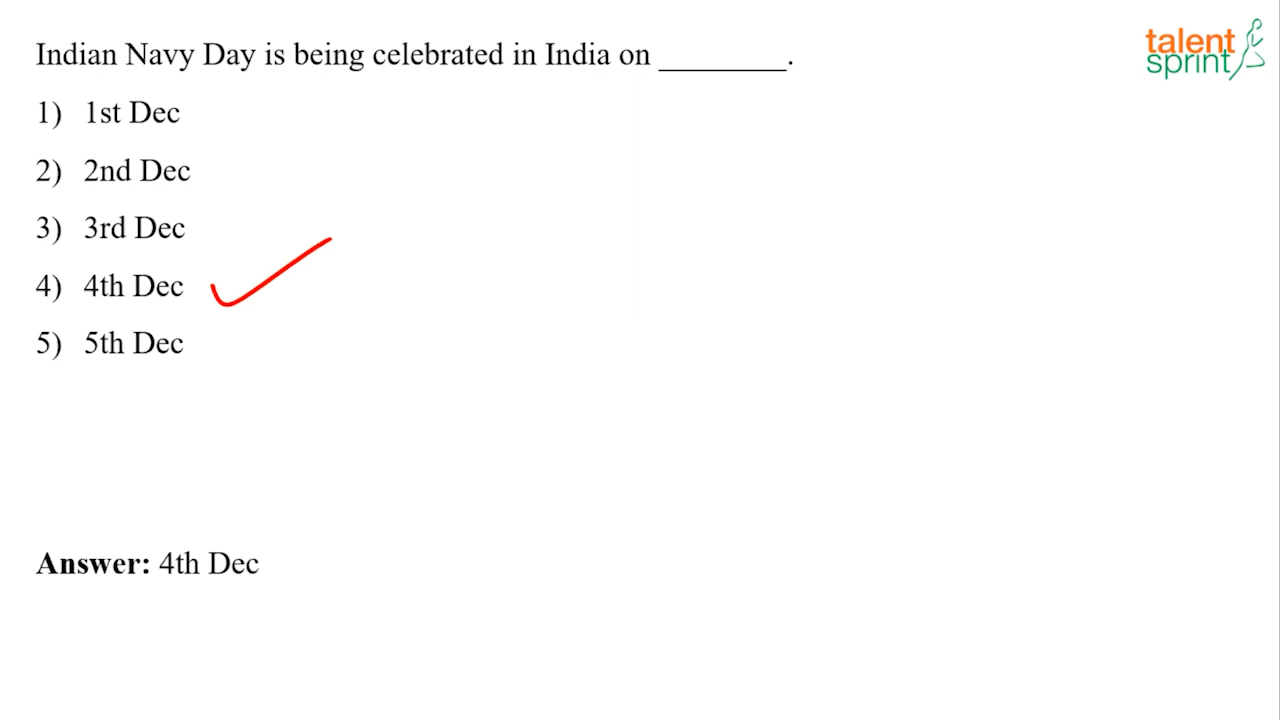 Indian Navy Day is being celebrated in India on ________.
talent
sprint
1) 1st Dec
2) 2nd Dec
3) 3rd Dec
4) 4th Dec
5) 5th Dec
Answer: 4th Dec